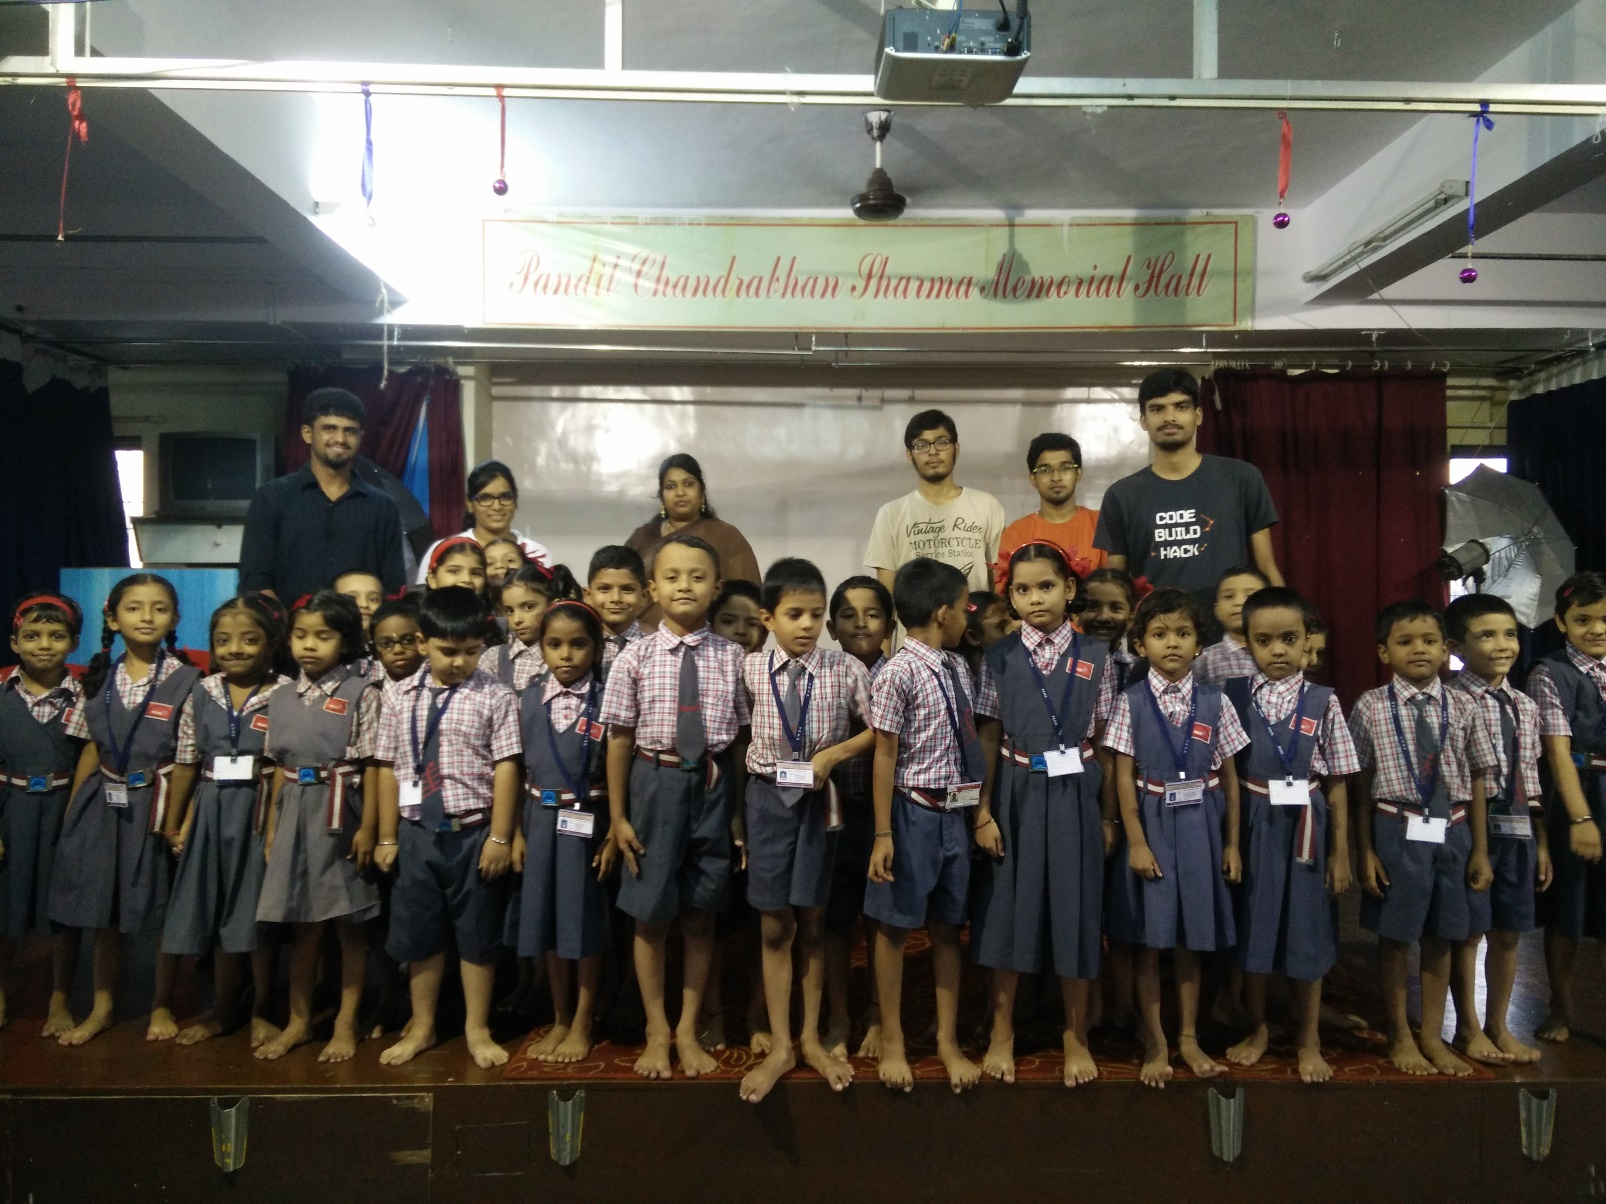 Pandit Chandrabhan Sharma Memorial Hall
Vintage Rider
MOTORCYCLE
Service Station
CODE
BUILD
HACK